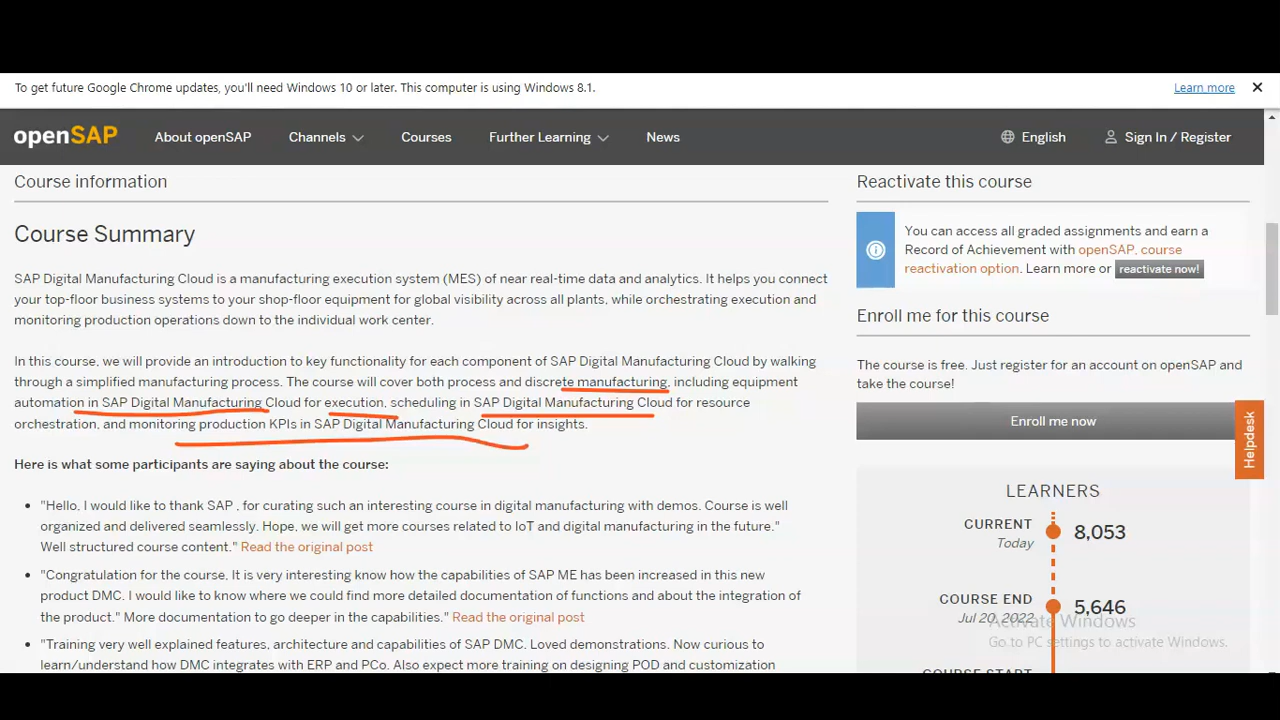 To get future Google Chrome updates, you'll need Windows 10 or later. This computer is using Windows 8.1.
Learn more
openSAP
About openSAP
Channels
Courses
Further Learning
News
English
Sign In / Register
Course information
Course Summary
SAP Digital Manufacturing Cloud is a manufacturing execution system (MES) of near real-time data and analytics. It helps you connect
your top-floor business systems to your shop-floor equipment for global visibility across all plants, while orchestrating execution and
monitoring production operations down to the individual work center.
In this course, we will provide an introduction to key functionality for each component of SAP Digital Manufacturing Cloud by walking
through a simplified manufacturing process. The course will cover both process and discrete manufacturing, including equipment
automation in SAP Digital Manufacturing Cloud for execution, scheduling in SAP Digital Manufacturing Cloud for resource
orchestration, and monitoring production KPIs in SAP Digital Manufacturing Cloud for insights.
Here is what some participants are saying about the course:
"Hello, I would like to thank SAP , for curating such an interesting course in digital manufacturing with demos. Course is well
organized and delivered seamlessly. Hope, we will get more courses related to IoT and digital manufacturing in the future."
Well structured course content." Read the original post
"Congratulation for the course, It is very interesting know how the capabilities of SAP ME has been increased in this new
product DMC. I would like to know where we could find more detailed documentation of functions and about the integration of
the product." More documentation to go deeper in the capabilities." Read the original post
"Training very well explained features, architecture and capabilities of SAP DMC. Loved demonstrations. Now curious to
learn/understand how DMC integrates with ERP and PCo. Also expect more training on designing POD and customization
Reactivate this course
You can access all graded assignments and earn a
Record of Achievement with openSAP, course
reactivation option. Learn more or reactivate now!
Enroll me for this course
The course is free. Just register for an account on openSAP and
take the course!
Enroll me now
Helpdesk
LEARNERS
CURRENT
Today
8,053
COURSE END
Jul 20, 2022
5,646
COURSE START
Activate Windows
Go to PC settings to activate Windows.